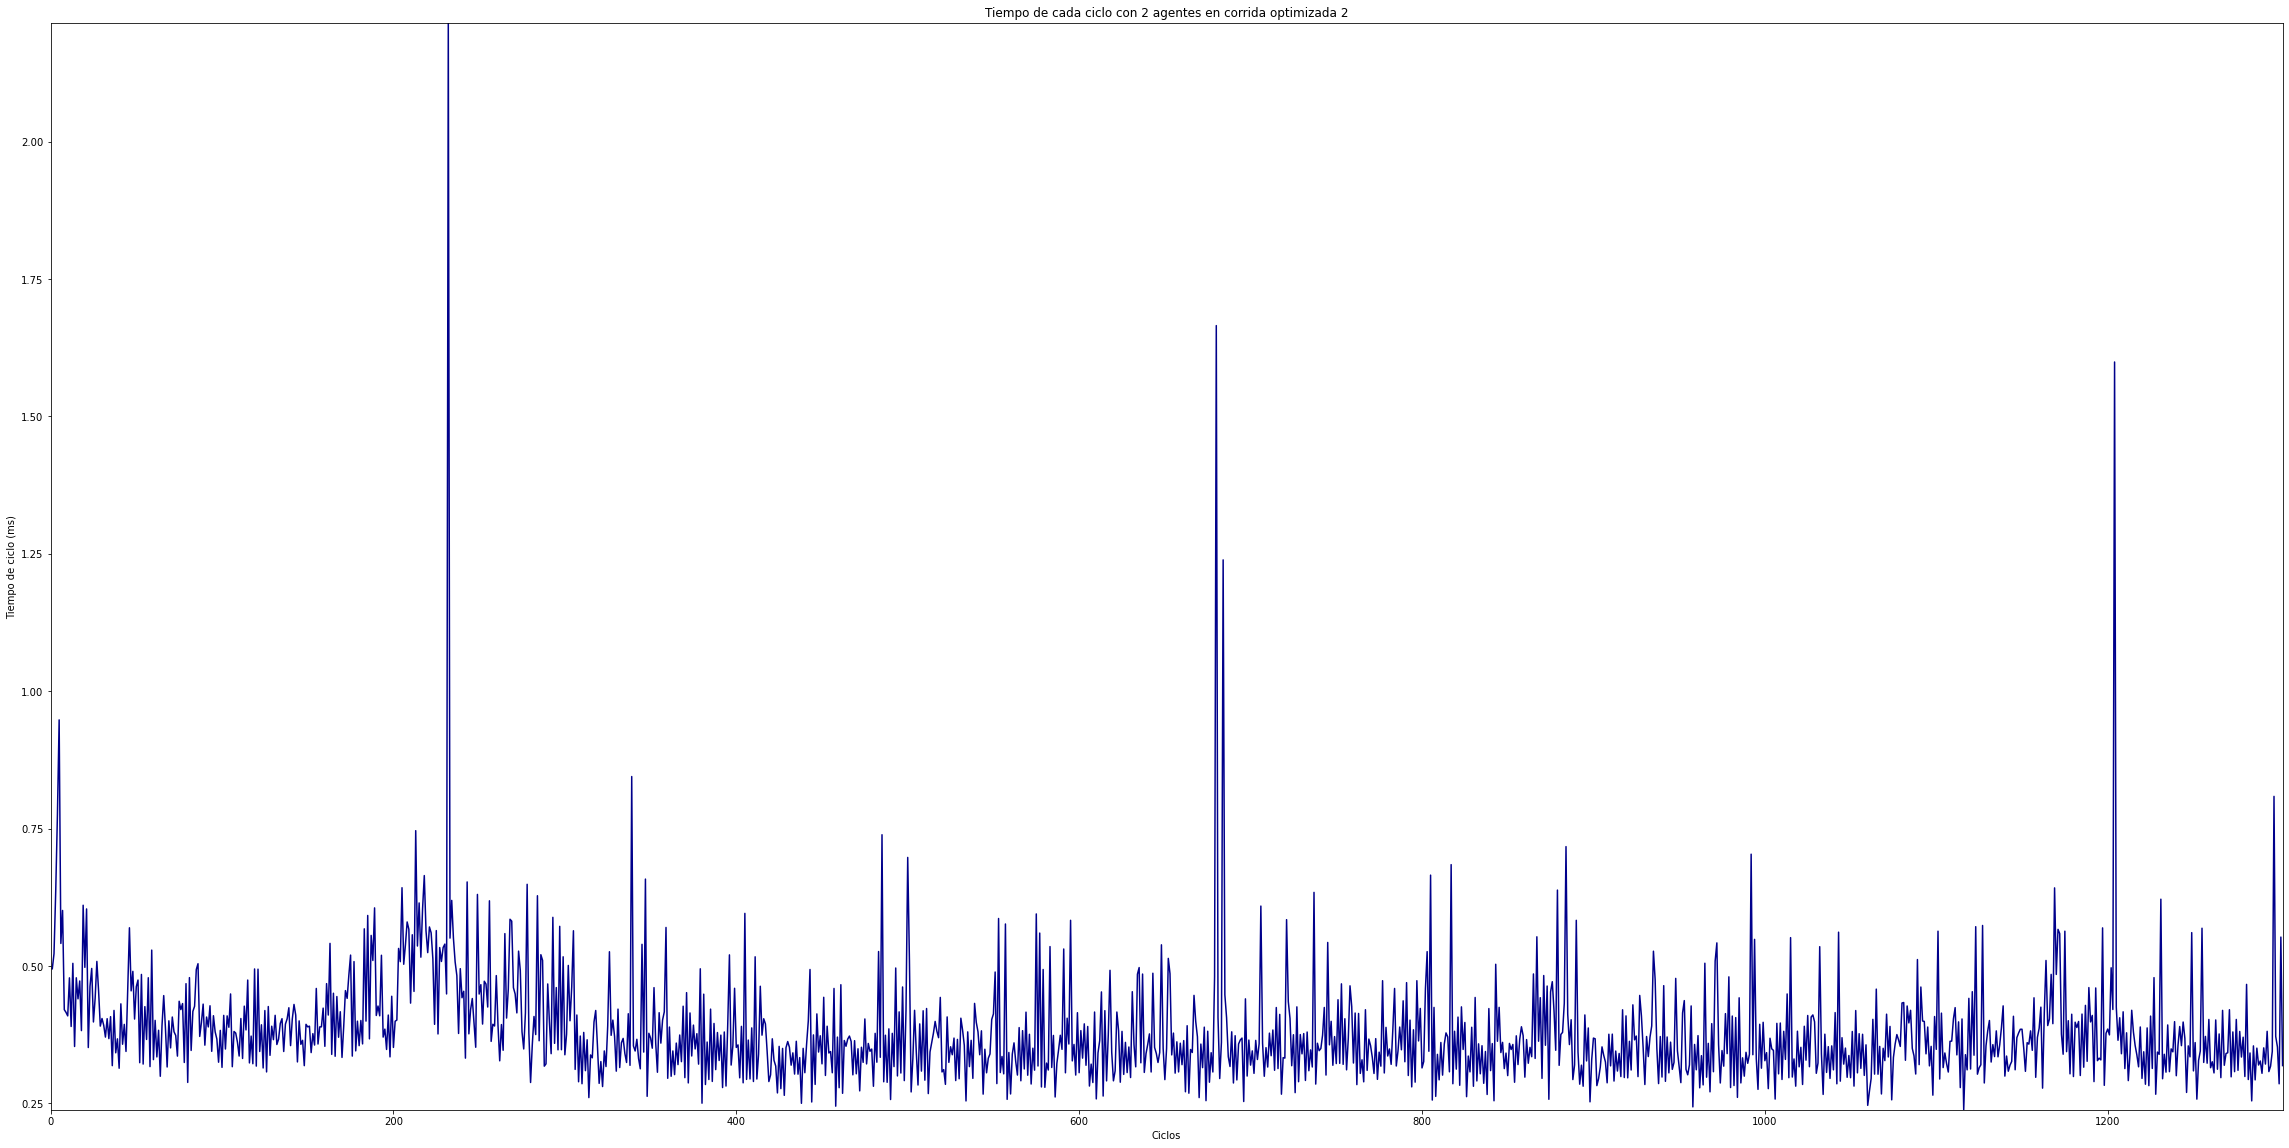 Tiempo de cada ciclo con 2 agentes en corrida optimizada 2
Tiempo de ciclo (ms)
2.00
1.75
1.50
1.25
1.00
0.75
0.50
0.25
0 200 400 600 800 1000 1200
Ciclos